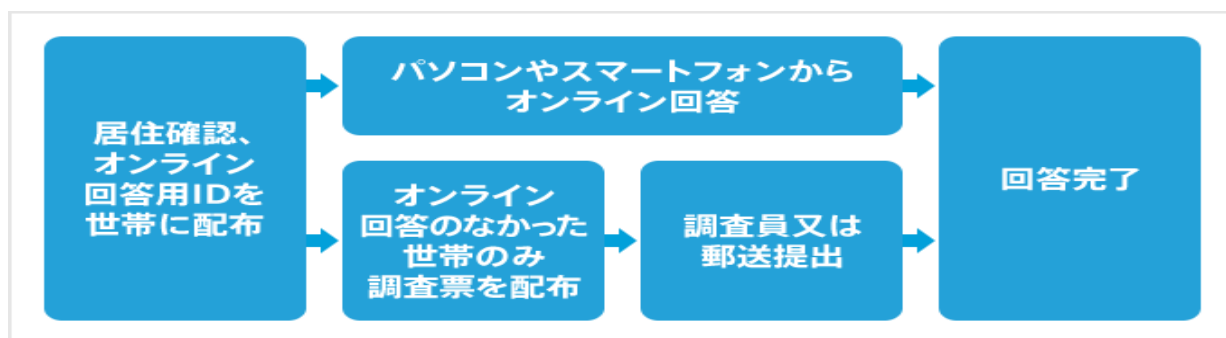 居住確認、
オンライン
回答用IDを
世帯に配布
パソコンやスマートフォンから
オンライン回答
オンライン
回答のなかった
世帯のみ
調査票を配布
調査員又は
郵送提出
回答完了